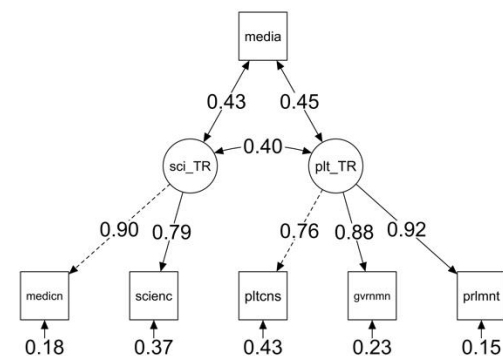 media
0.43 0.45
0.40
sci_TR plt_TR
0.90 0.79 0.76 0.88 0.92
medicn scienc pltcns gvrnmn prlmnt
0.18 0.37 0.43 0.23 0.15